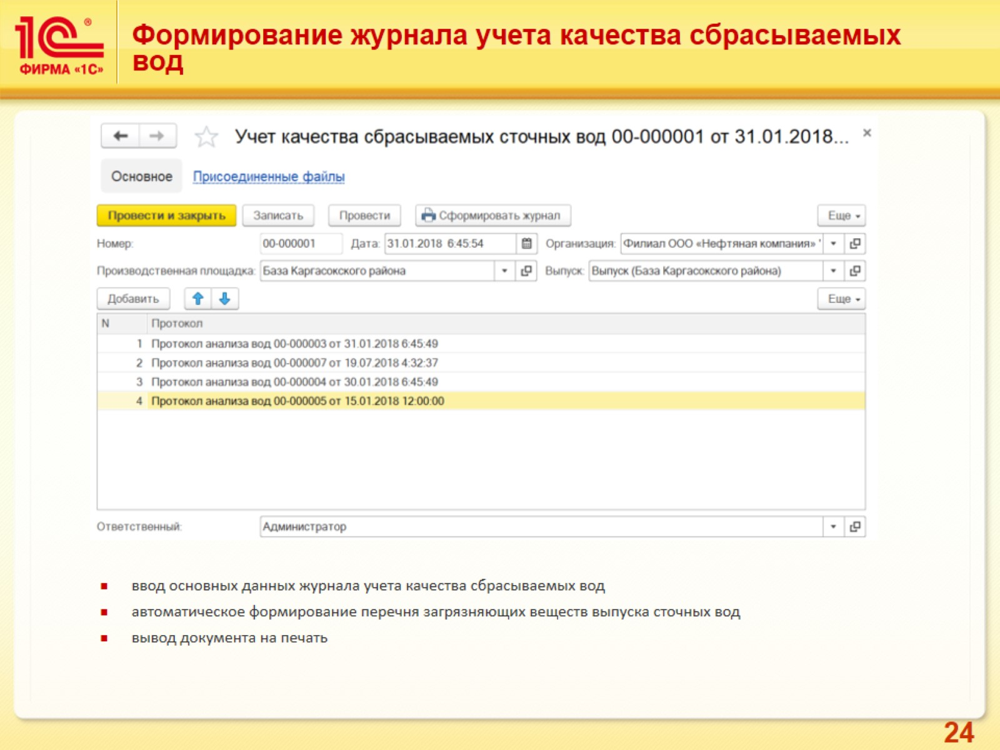 1С®
ФИРМА «1С»
Формирование журнала учета качества сбрасываемых
вод
Учет качества сбрасываемых сточных вод 00-000001 от 31.01.2018...
Основное Присоединенные файлы
Провести и закрыть Записать Провести Сформировать журнал Еще
Номер: 00-000001 Дата: 31.01.2018 6:45:54 Организация: Филиал ООО «Нефтяная компания» '
Производственная площадка: База Каргасокского района Выпуск: Выпуск (База Каргасокского района)
Добавить Еще
N Протокол
1 Протокол анализа вод 00-000003 от 31.01.2018 6:45:49
2 Протокол анализа вод 00-000007 от 19.07.2018 4:32:37
3 Протокол анализа вод 00-000004 от 30.01.2018 6:45:49
4 Протокол анализа вод 00-000005 от 15.01.2018 12:00:00
Ответственный: Администратор
ввод основных данных журнала учета качества сбрасываемых вод
автоматическое формирование перечня загрязняющих веществ выпуска сточных вод
вывод документа на печать
24